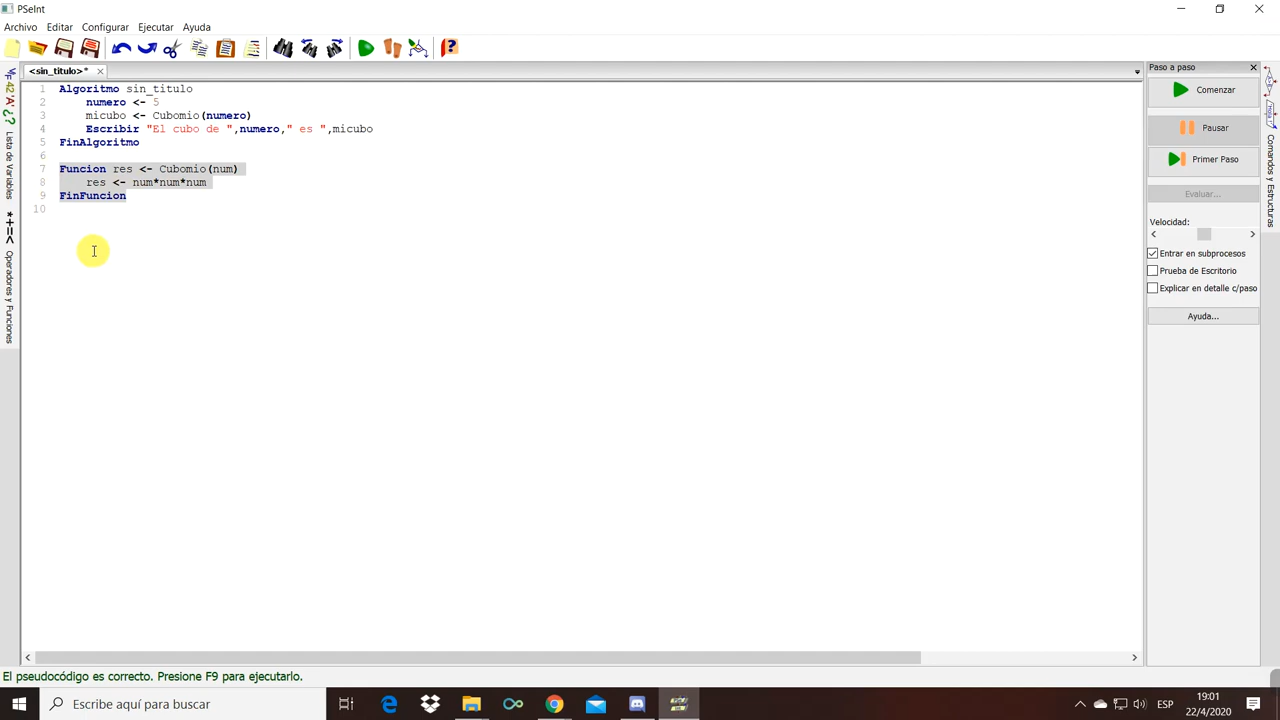 PSeInt
Archivo Editar Configurar Ejecutar Ayuda
<sin_titulo>*
Paso a paso
1 Algoritmo sin_titulo
2 numero <- 5
3 micubo <- Cubomio(numero)
4 Escribir "El cubo de ",numero," es ",micubo
5 FinAlgoritmo
6
7 Funcion res <- Cubomio(num)
8 res <- num*num*num
9 FinFuncion
10
Lista de Variables
*+=< Operadores y Funciones
Comenzar
Pausar
Primer Paso
Evaluar...
Velocidad:
Entrar en subprocesos
Prueba de Escritorio
Explicar en detalle c/paso
Ayuda...
Comandos y Estructuras
El pseudocódigo es correcto. Presione F9 para ejecutarlo.
Escribe aquí para buscar
ESP
19:01
22/4/2020